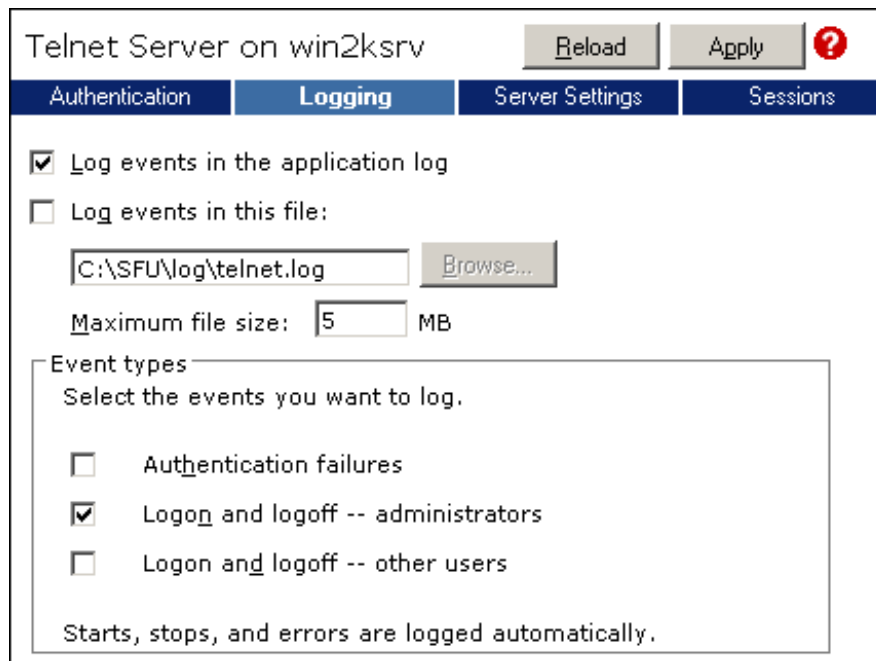 Telnet Server on win2ksrv
Reload
Apply
?
Authentication
Logging
Server Settings
Sessions
Log events in the application log
Log events in this file:
C:\SFU\log\telnet.log
Browse...
Maximum file size: 5 MB
Event types
Select the events you want to log.
Authentication failures
Logon and logoff -- administrators
Logon and logoff -- other users
Starts, stops, and errors are logged automatically.